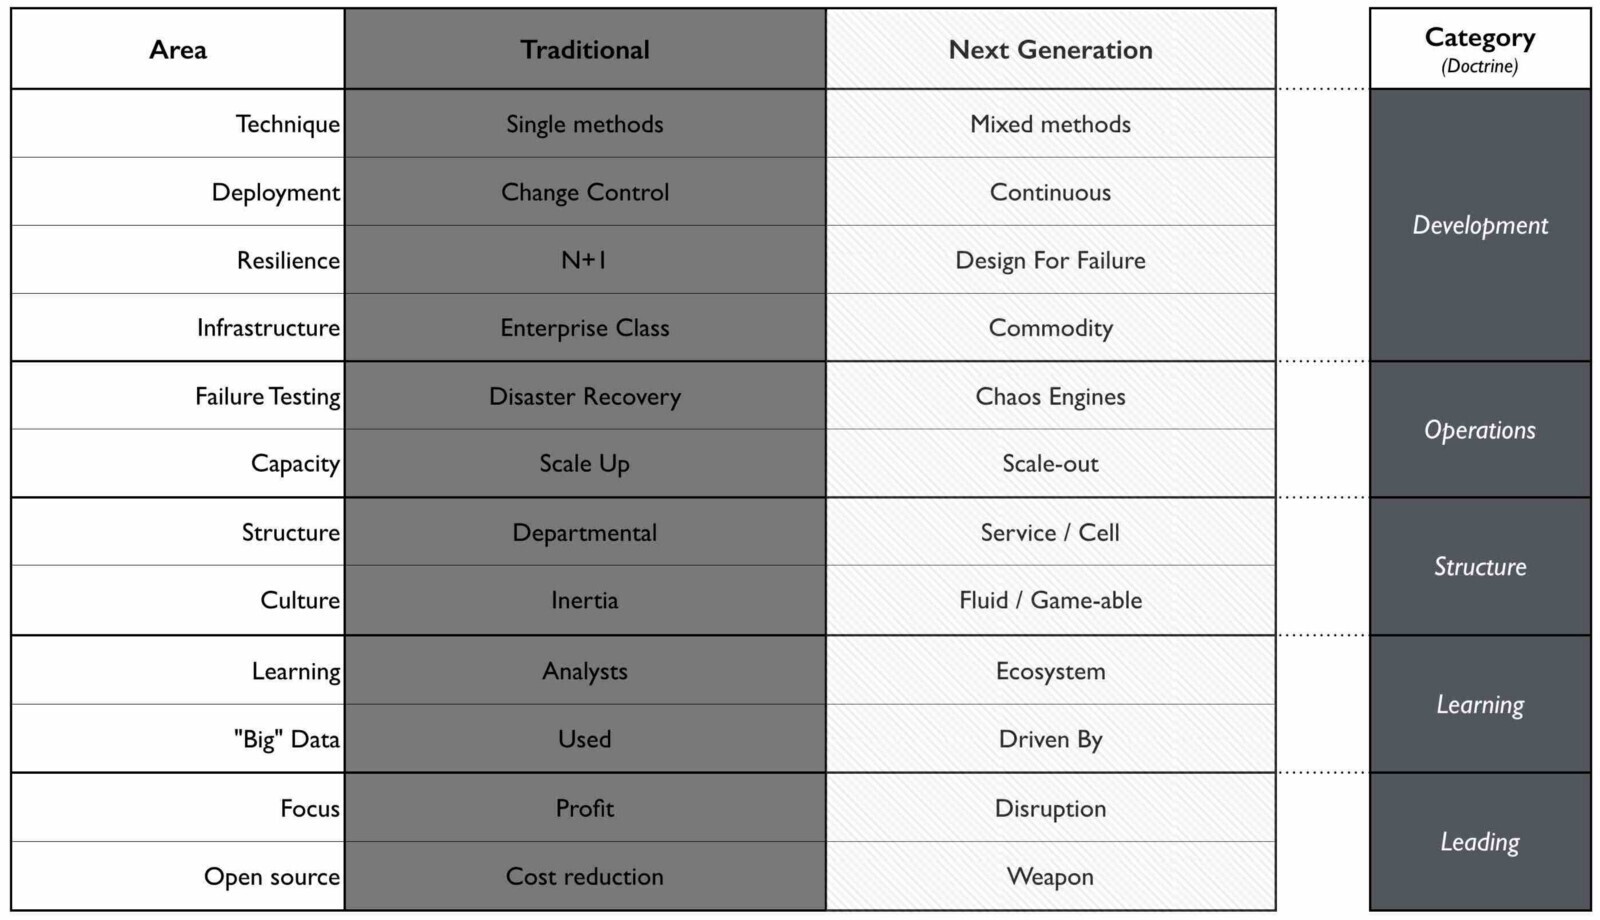 Area Traditional Next Generation Category
(Doctrine)
Technique Single methods Mixed methods
Deployment Change Control Continuous
Development
Resilience N+1 Design For Failure
Infrastructure Enterprise Class Commodity
Failure Testing Disaster Recovery Chaos Engines
Operations
Capacity Scale Up Scale-out
Structure Departmental Service / Cell
Structure
Culture Inertia Fluid / Game-able
Learning Analysts Ecosystem
Learning
"Big" Data Used Driven By
Focus Profit Disruption
Leading
Open source Cost reduction Weapon